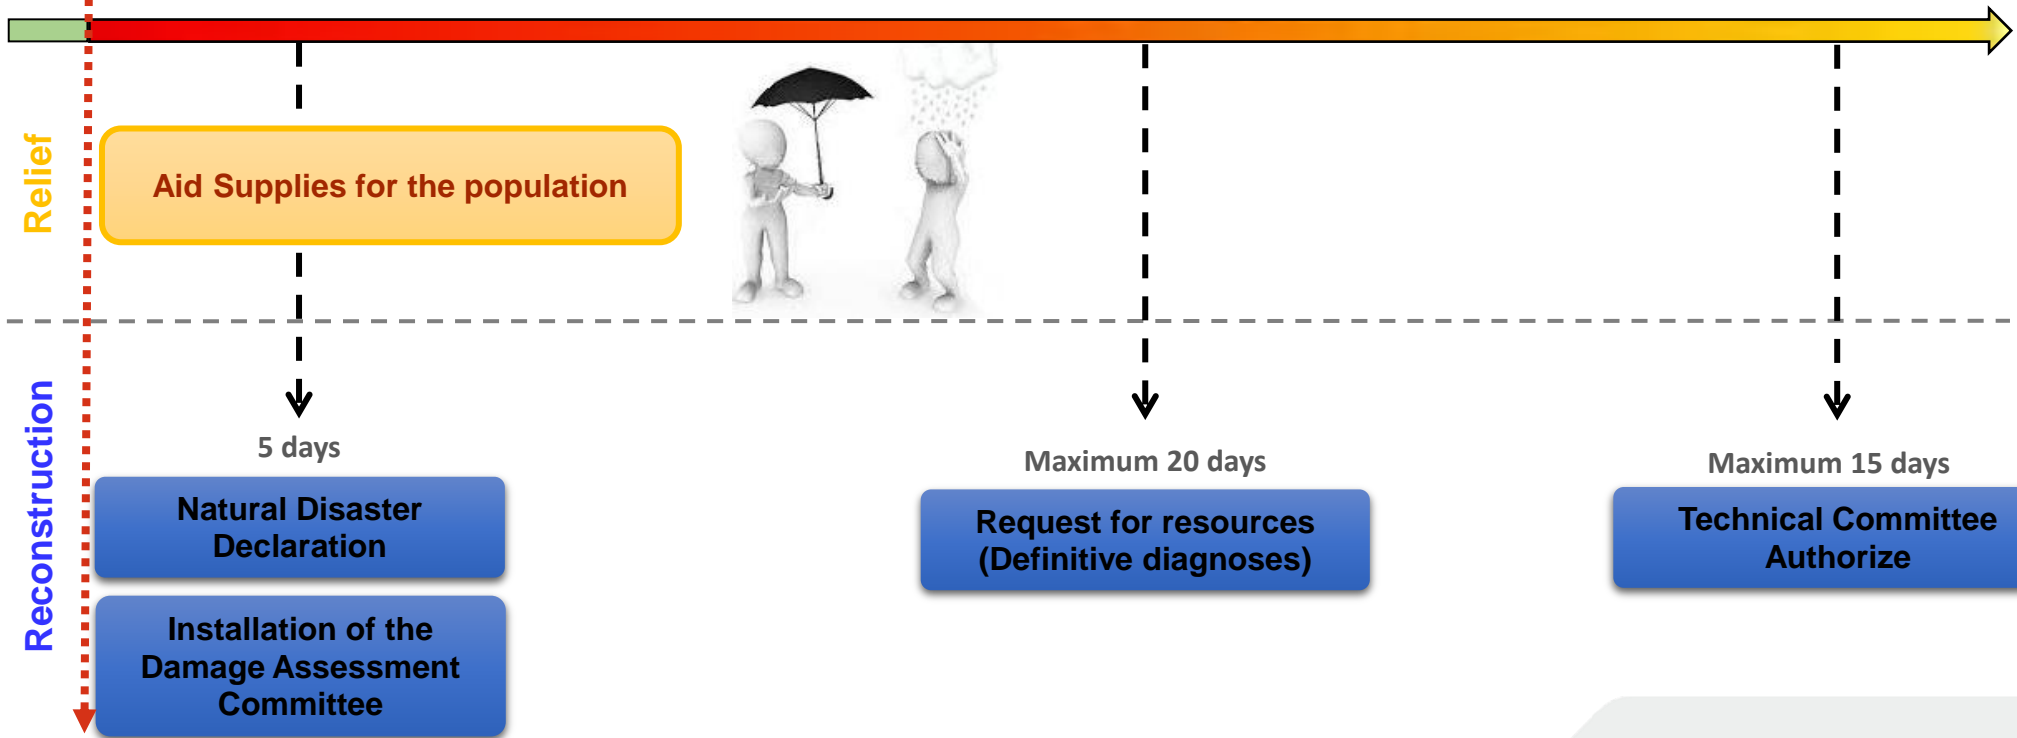 Relief
Aid Supplies for the population
Reconstruction
5 days
Natural Disaster
Declaration
Installation of the
Damage Assessment
Committee
Maximum 20 days
Request for resources
(Definitive diagnoses)
Maximum 15 days
Technical Committee
Authorize